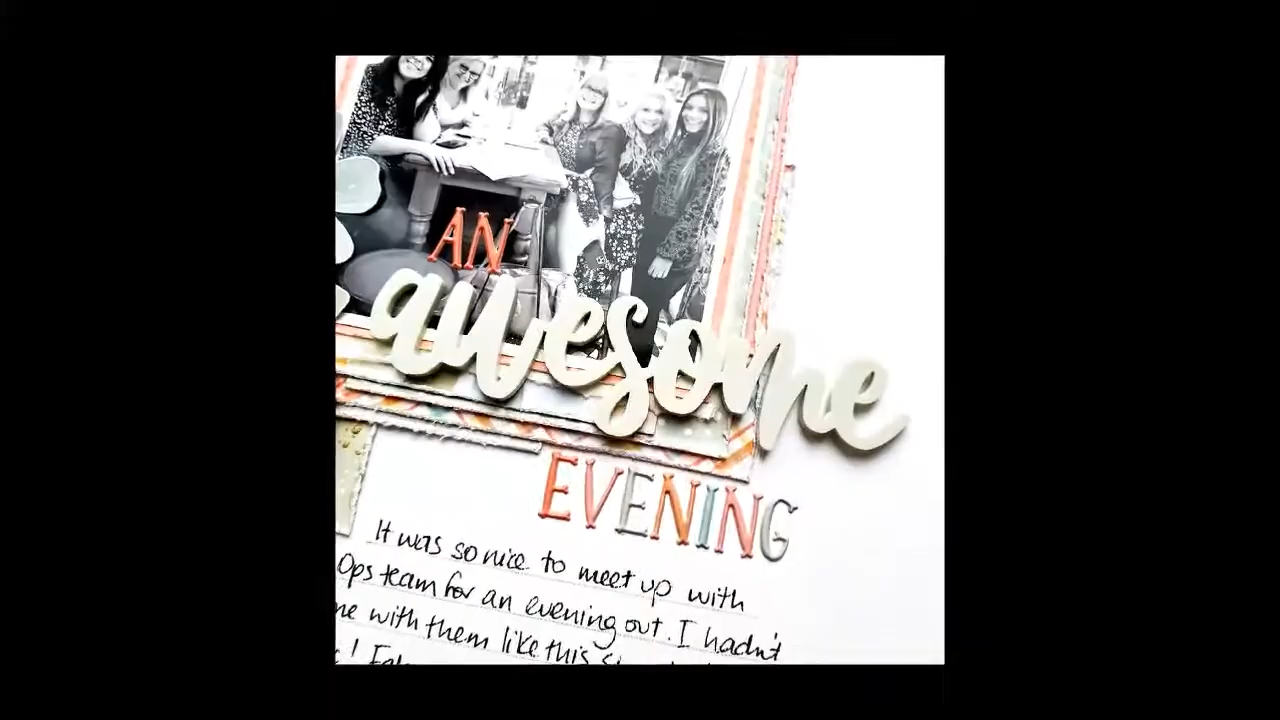 AN
awesome
EVENING
It was so nice to meet up with
Ops team for an evening out. I hadn't
me with them like this